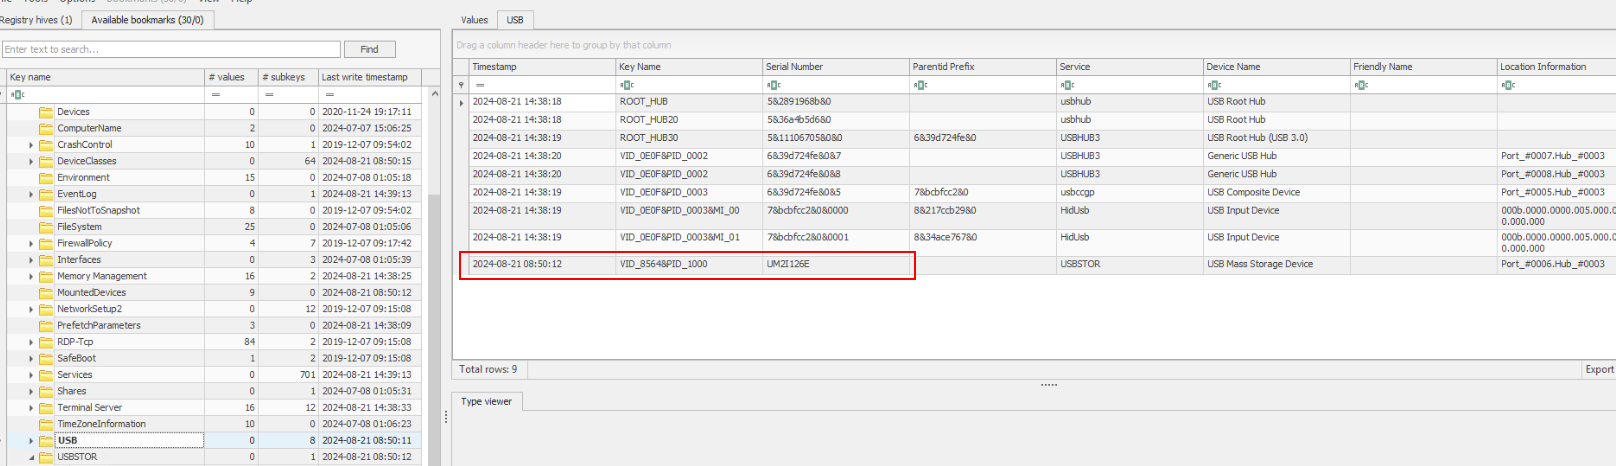 Tools Options Bookmarks (30/0) View Help
Registry hives (1) Available bookmarks (30/0)
Enter text to search... Find
Key name # values # subkeys Last write timestamp
= = =
Devices 0 0 2020-11-24 19:17:11
ComputerName 2 0 2024-07-07 15:06:25
CrashControl 10 1 2019-12-07 09:54:02
DeviceClasses 0 64 2024-08-21 08:50:15
Environment 15 0 2024-07-08 01:05:18
EventLog 0 1 2024-08-21 14:39:13
FilesNotToSnapshot 8 0 2019-12-07 09:54:02
FileSystem 25 0 2024-07-08 01:05:06
FirewallPolicy 4 7 2019-12-07 09:17:42
Interfaces 0 3 2024-07-08 01:05:39
Memory Management 16 2 2024-08-21 14:38:25
MountedDevices 9 0 2024-08-21 08:50:12
NetworkSetup2 0 12 2019-12-07 09:15:08
PrefetchParameters 3 0 2024-08-21 14:38:09
RDP-Tcp 84 2 2019-12-07 09:15:08
SafeBoot 1 2 2019-12-07 09:15:08
Services 0 701 2024-08-21 14:39:13
Shares 0 1 2024-07-08 01:05:31
Terminal Server 16 12 2024-08-21 14:38:33
TimeZoneInformation 10 0 2024-07-08 01:06:23
USB 0 8 2024-08-21 08:50:11
USBSTOR 0 1 2024-08-21 08:50:12
Values USB
Drag a column header here to group by that column
Timestamp Key Name Serial Number Parentid Prefix Service Device Name Friendly Name Location Information
=
2024-08-21 14:38:18 ROOT_HUB 5&2891968b&0 usbhub USB Root Hub
2024-08-21 14:38:18 ROOT_HUB20 5&36a4b5d6&0 usbhub USB Root Hub
2024-08-21 14:38:19 ROOT_HUB30 5&11106705&0&0 6&39d724fe&0 USBHUB3 USB Root Hub (USB 3.0)
2024-08-21 14:38:20 VID_0E0F&PID_0002 6&39d724fe&0&7 USBHUB3 Generic USB Hub Port_#0007.Hub_#0003
2024-08-21 14:38:20 VID_0E0F&PID_0002 6&39d724fe&0&8 USBHUB3 Generic USB Hub Port_#0008.Hub_#0003
2024-08-21 14:38:19 VID_0E0F&PID_0003 6&39d724fe&0&5 7&bcbfcc2&0 usbccgp USB Composite Device Port_#0005.Hub_#0003
2024-08-21 14:38:19 VID_0E0F&PID_0003&MI_00 7&bcbfcc2&0&0000 8&217ccb29&0 HidUsb USB Input Device 000b.0000.0000.005.000.0
0.000.000
2024-08-21 14:38:19 VID_0E0F&PID_0003&MI_01 7&bcbfcc2&0&0001 8&34ace767&0 HidUsb USB Input Device 000b.0000.0000.005.000.0
0.000.000
2024-08-21 08:50:12 VID_8564&PID_1000 UM2I126E USBSTOR USB Mass Storage Device Port_#0006.Hub_#0003
Total rows: 9 Export
Type viewer